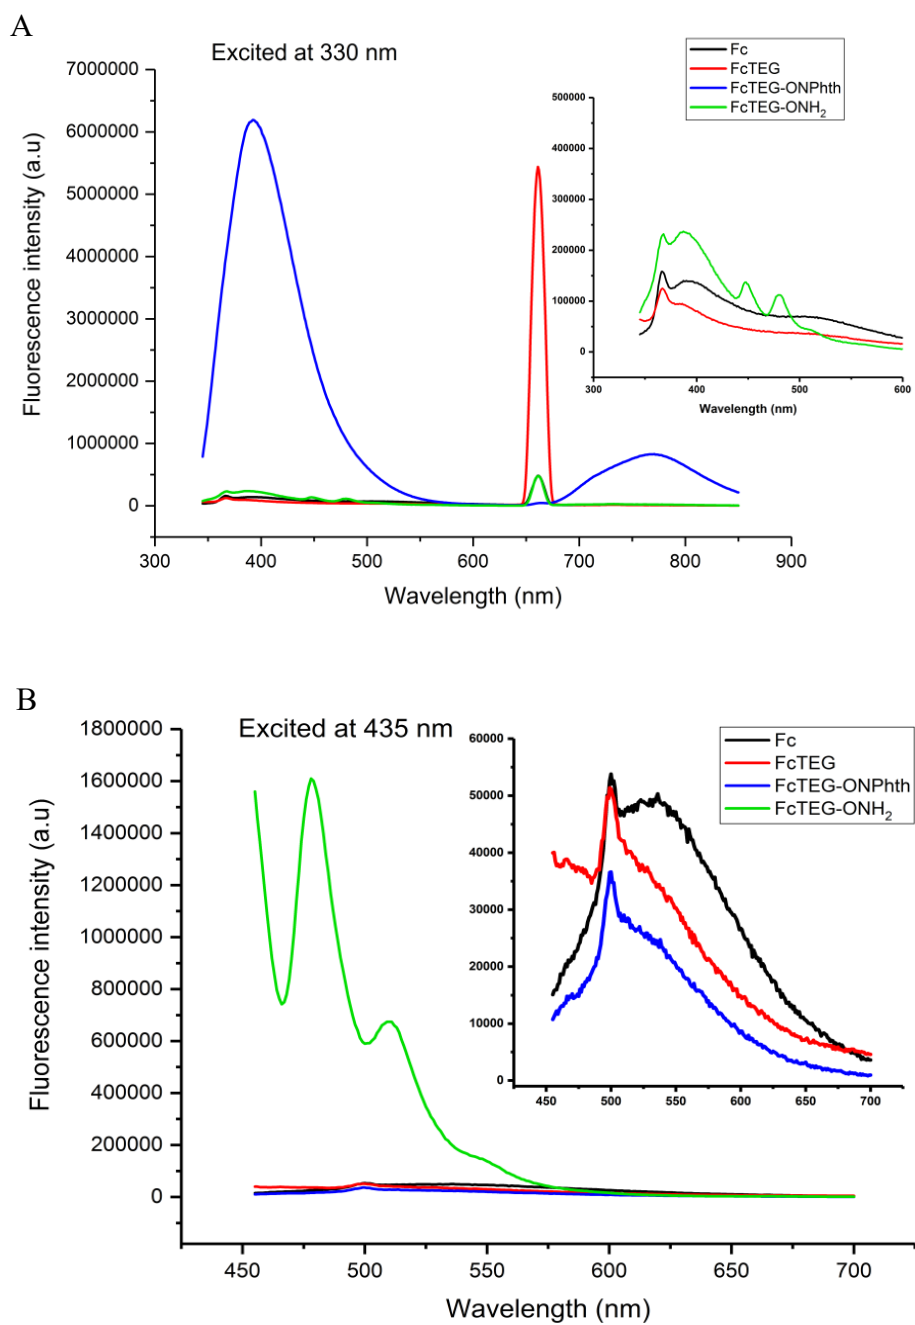 A
Excited at 330 nm
Fc
FcTEG
FcTEG-ONPhth
FcTEG-ONH₂
7000000
6000000
5000000
4000000
3000000
2000000
1000000
0
Fluorescence intensity (a.u)
300 400 500 600 700 800 900
Wavelength (nm)
500000
400000
300000
200000
100000
0
300 400 500 600
Wavelength (nm)
B
Excited at 435 nm
Fc
FcTEG
FcTEG-ONPhth
FcTEG-ONH₂
1800000
1600000
1400000
1200000
1000000
800000
600000
400000
200000
0
Fluorescence intensity (a.u)
450 500 550 600 650 700
Wavelength (nm)
60000
50000
40000
30000
20000
10000
0
450 500 550 600 650 700